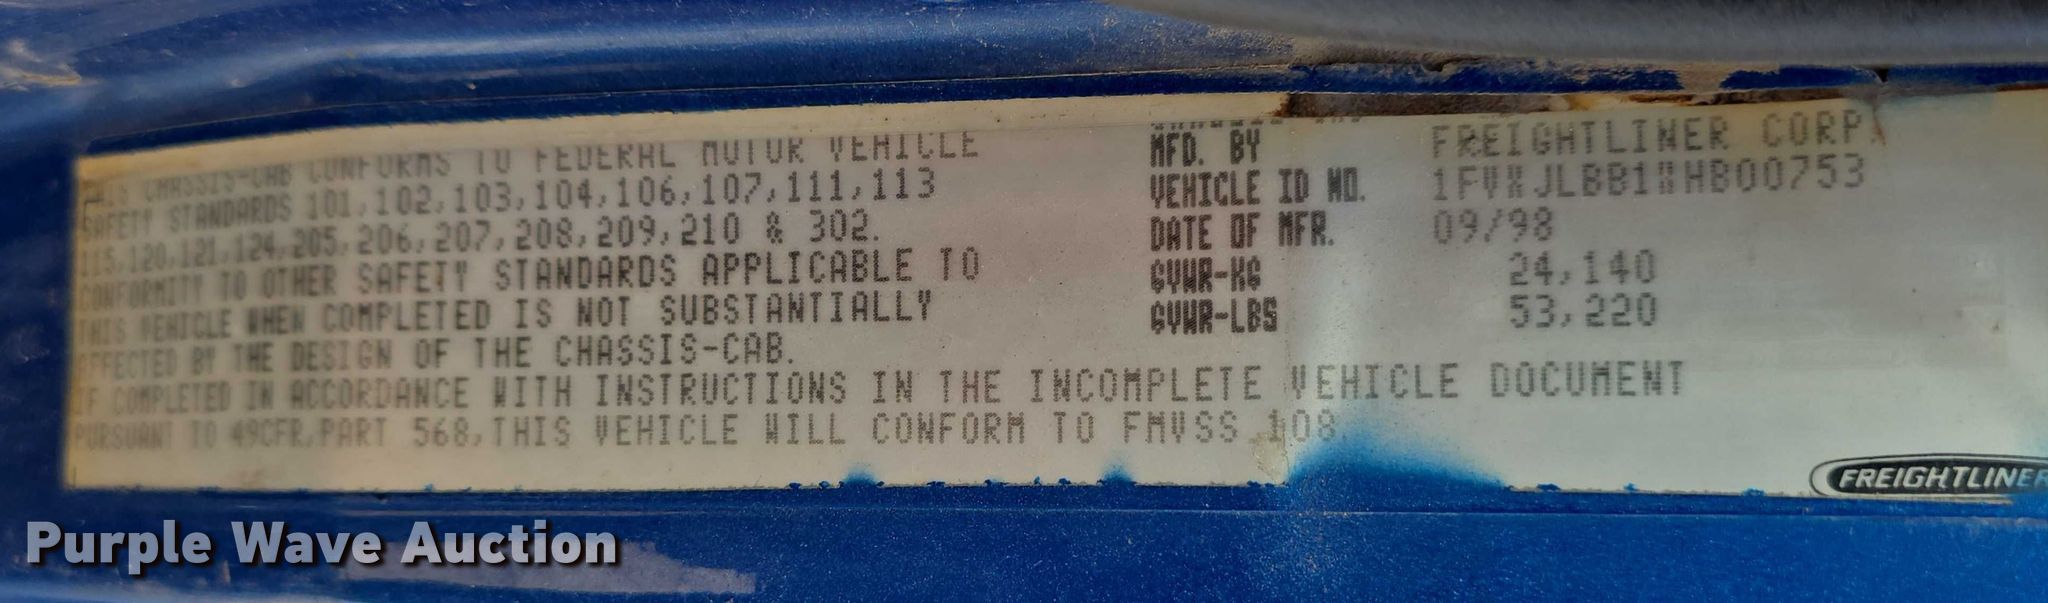 THIS CHASSIS-CAB CONFORMS TO FEDERAL MOTOR VEHICLE
SAFETY STANDARDS 101,102,103,104,106,107,111,113
115,120,121,124,205,206,207,208,209,210 & 302.
CONFORMITY TO OTHER SAFETY STANDARDS APPLICABLE TO
THIS VEHICLE WHEN COMPLETED IS NOT SUBSTANTIALLY
AFFECTED BY THE DESIGN OF THE CHASSIS-CAB.
IF COMPLETED IN ACCORDANCE WITH INSTRUCTIONS IN THE INCOMPLETE VEHICLE DOCUMENT
PURSUANT TO 49CFR,PART 568,THIS VEHICLE WILL CONFORM TO FMVSS 108.
MFD. BY FREIGHTLINER CORP.
VEHICLE ID NO. 1FVXJLBB1XHB00753
DATE OF MFR. 09/98
GVWR-KG 24,140
GVWR-LBS 53,220
FREIGHTLINER
Purple Wave Auction